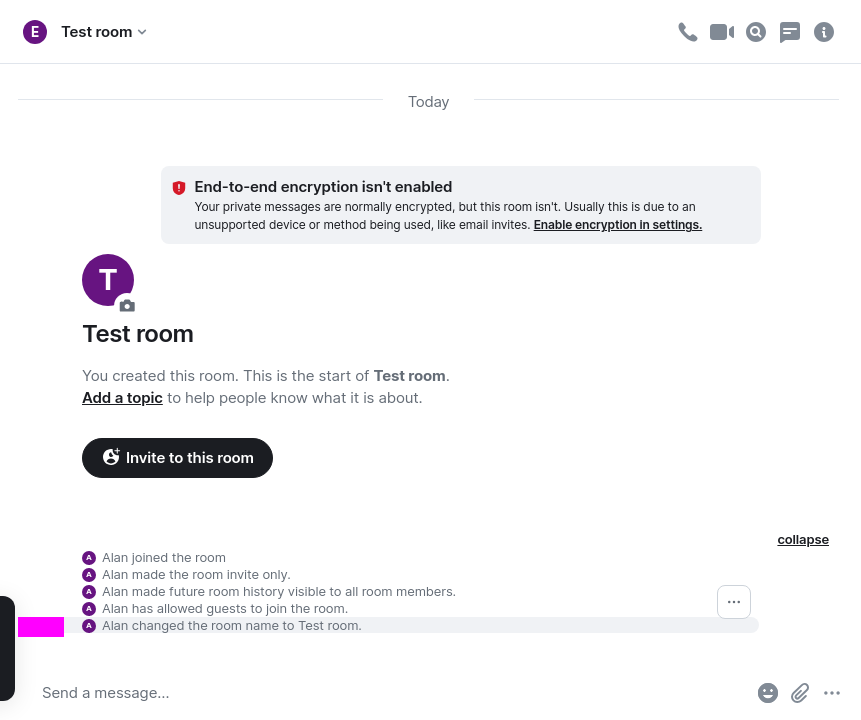 E Test room
Today
End-to-end encryption isn't enabled
Your private messages are normally encrypted, but this room isn't. Usually this is due to an
unsupported device or method being used, like email invites. Enable encryption in settings.
T
Test room
You created this room. This is the start of Test room.
Add a topic to help people know what it is about.
Invite to this room
collapse
A Alan joined the room
A Alan made the room invite only.
A Alan made future room history visible to all room members.
A Alan has allowed guests to join the room.
A Alan changed the room name to Test room.
Send a message...